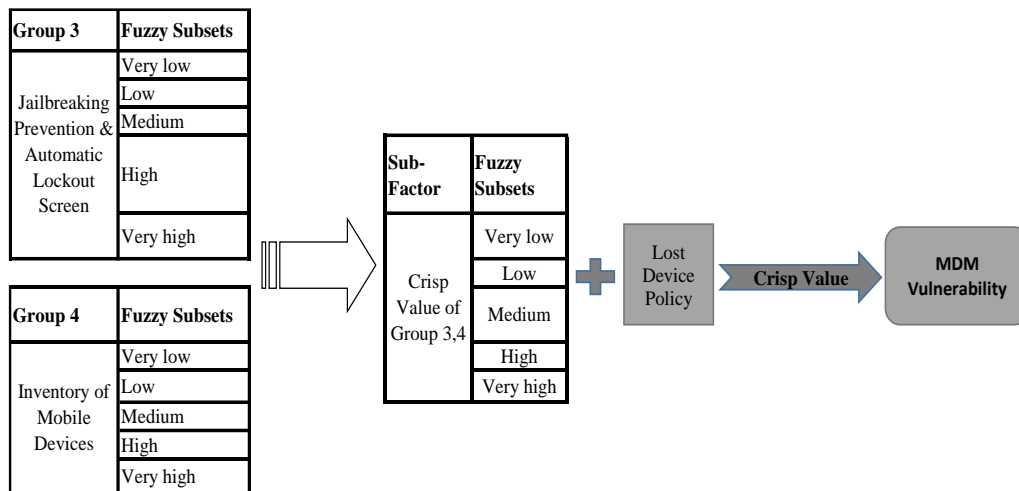 Group 3 Fuzzy Subsets
Jailbreaking
Prevention &
Automatic
Lockout
Screen
Very low
Low
Medium
High
Very high
Group 4 Fuzzy Subsets
Inventory of
Mobile
Devices
Very low
Low
Medium
High
Very high
Sub-
Factor
Fuzzy
Subsets
Crisp
Value of
Group 3,4
Very low
Low
Medium
High
Very high
Lost
Device
Policy
Crisp Value
MDM
Vulnerability